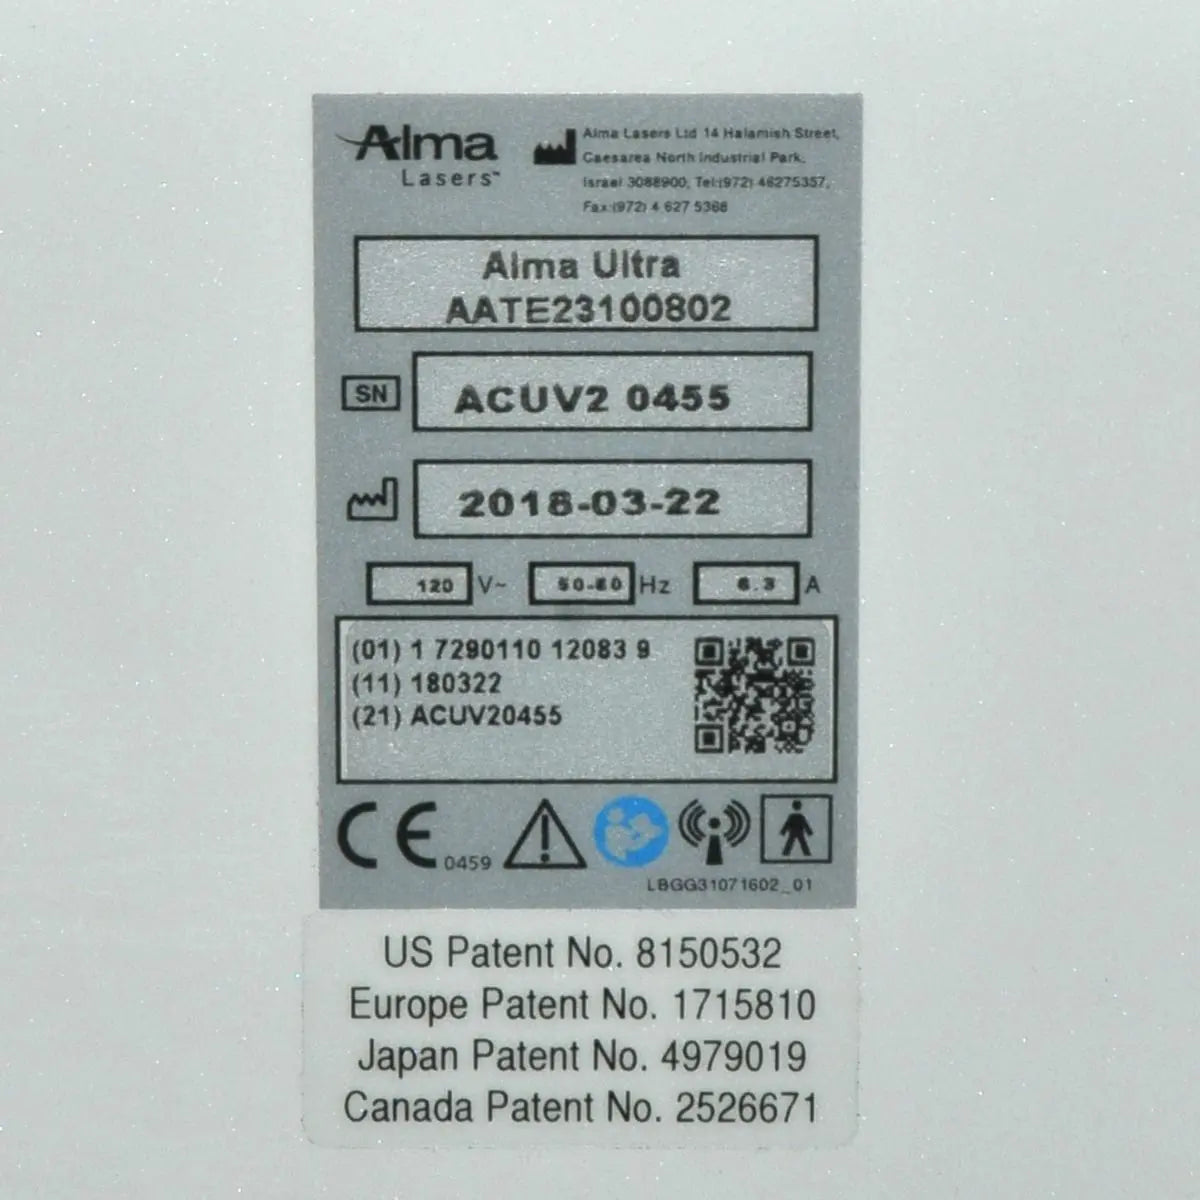 Alma
Lasers™
Alma Lasers Ltd 14 Halamish Street,
Caesarea North Industrial Park,
Israel 3088900, Tel:(972) 46275357,
Fax:(972) 4 627 5368
Alma Ultra
AATE23100802
SN
ACUV2 0455
2018-03-22
120 V~ 50-60 Hz 6.3 A
(01) 1 7290110 12083 9
(11) 180322
(21) ACUV20455
CE 0459
LBGG31071602_01
US Patent No. 8150532
Europe Patent No. 1715810
Japan Patent No. 4979019
Canada Patent No. 2526671